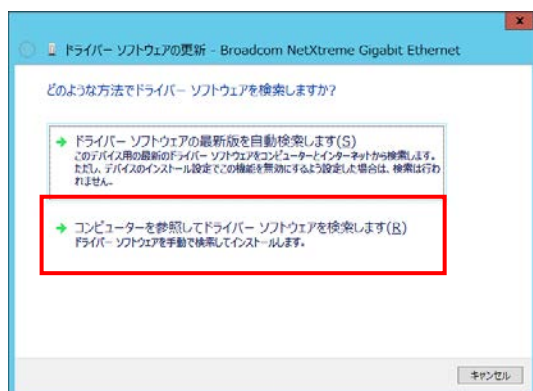 ドライバー ソフトウェアの更新 - Broadcom NetXtreme Gigabit Ethernet
どのような方法でドライバー ソフトウェアを検索しますか?
ドライバー ソフトウェアの最新版を自動検索します(S)
このデバイス用の最新のドライバー ソフトウェアをコンピューターとインターネットから検索します。
ただし、デバイスのインストール設定でこの機能を無効にするよう設定した場合は、検索は行わ
れません。
コンピューターを参照してドライバー ソフトウェアを検索します(R)
ドライバー ソフトウェアを手動で検索してインストールします。
キャンセル